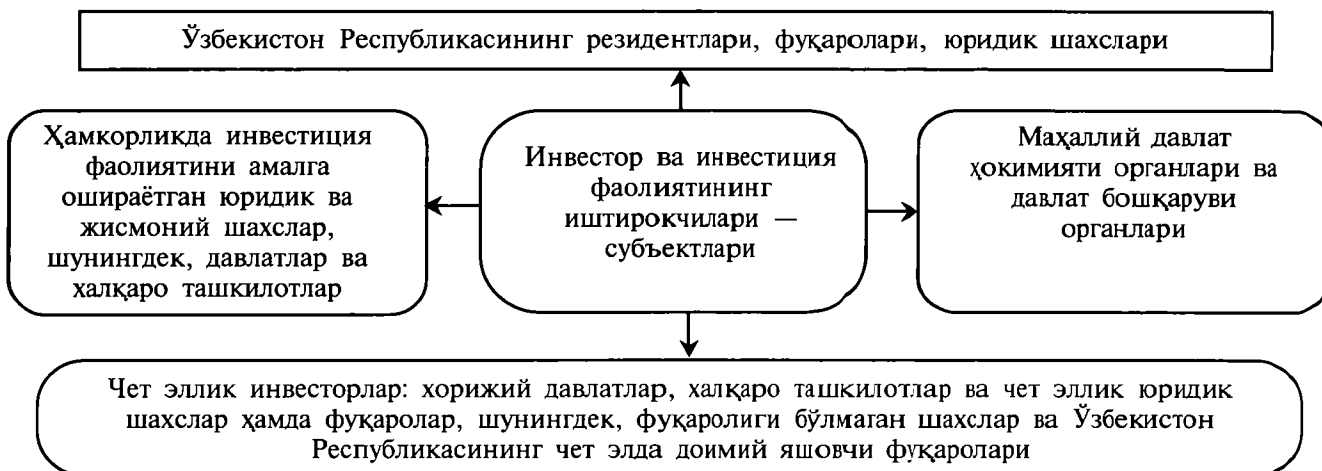 Ўзбекистон Республикасининг резидентлари, фуқаролари, юридик шахслари
Ҳамкорликда инвестиция
фаолиятини амалга
ошираётган юридик ва
жисмоний шахслар,
шунингдек, давлатлар ва
халқаро ташкилотлар
Инвестор ва инвестиция
фаолиятининг
иштирокчилари —
субъектлари
Маҳаллий давлат
ҳокимияти органлари ва
давлат бошқаруви
органлари
Чет эллик инвесторлар: хорижий давлатлар, халқаро ташкилотлар ва чет эллик юридик
шахслар ҳамда фуқаролар, шунингдек, фуқаролиги бўлмаган шахслар ва Ўзбекистон
Республикасининг чет элда доимий яшовчи фуқаролари